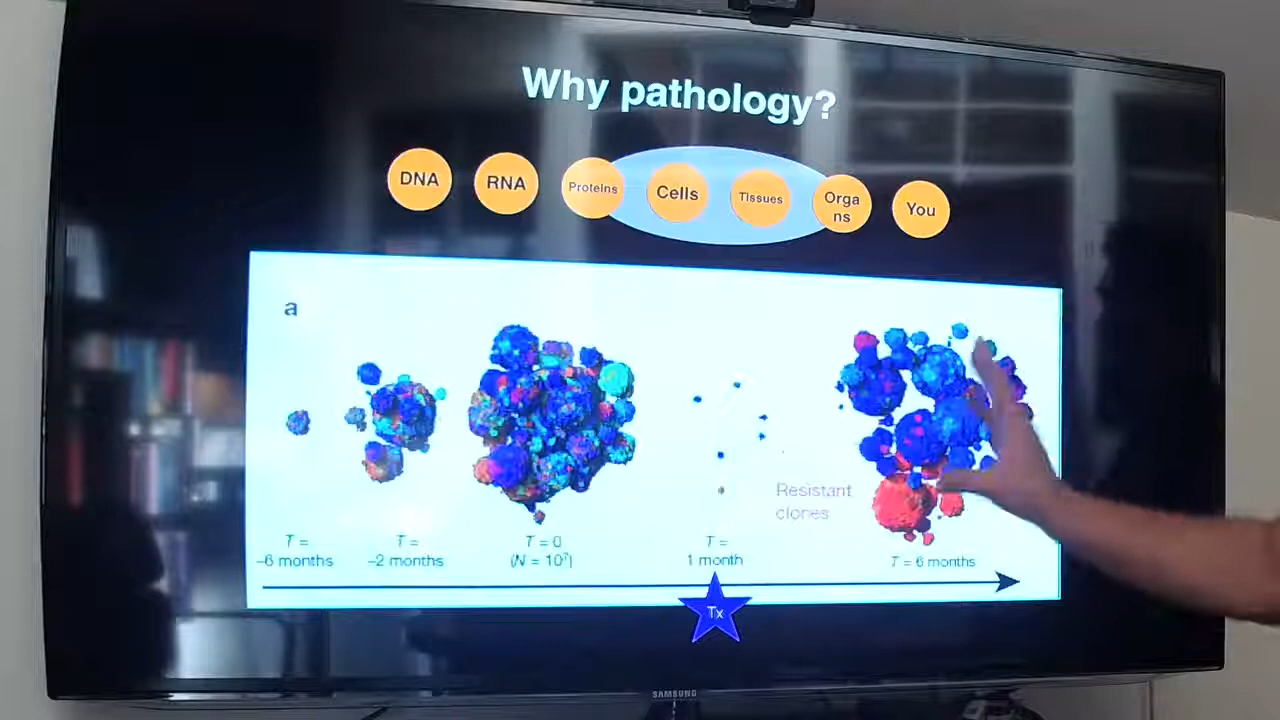 Why pathology?
DNA
RNA
Proteins
Cells
Tissues
Orga
ns
You
a
Resistant
clones
T =
-6 months
T =
-2 months
T = 0
(N = 10⁷)
T =
1 month
T = 6 months
Tx
SAMSUNG